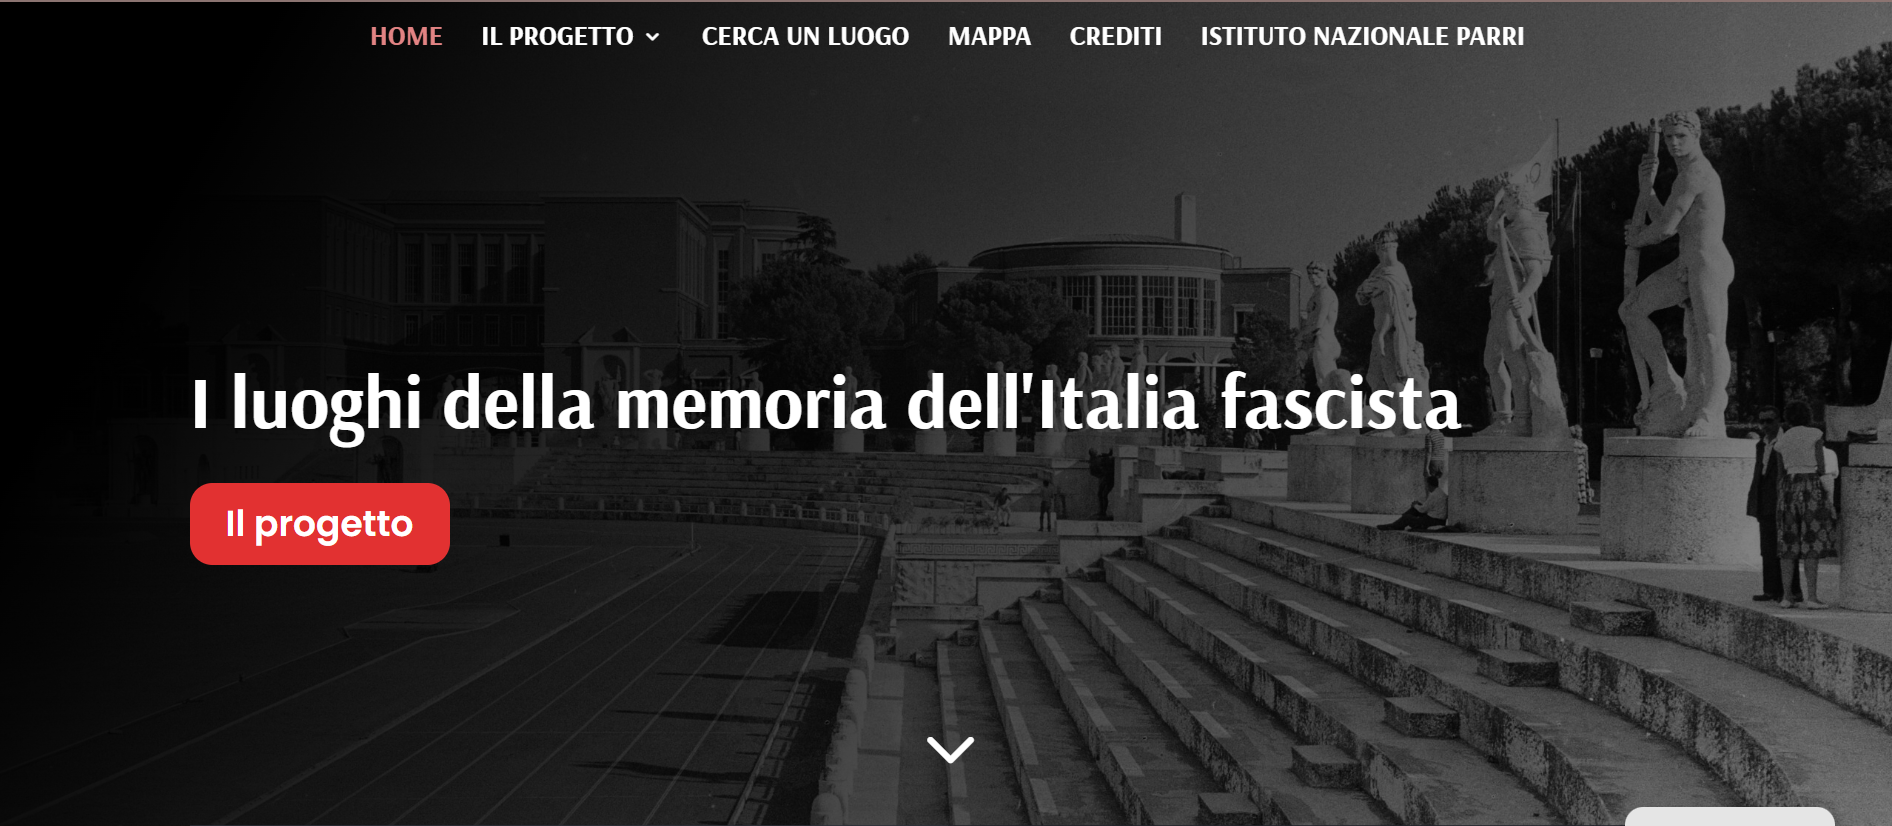 HOME IL PROGETTO CERCA UN LUOGO MAPPA CREDITI ISTITUTO NAZIONALE PARRI
I luoghi della memoria dell'Italia fascista
Il progetto